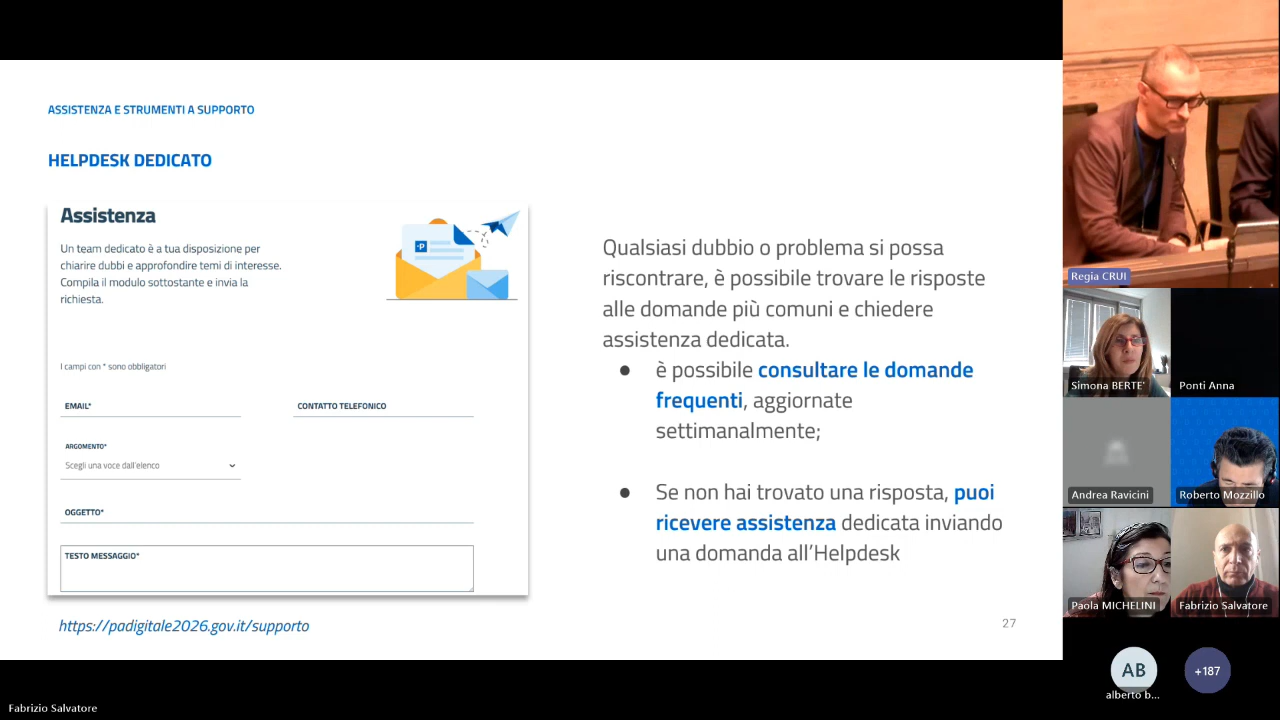 ASSISTENZA E STRUMENTI A SUPPORTO
HELPDESK DEDICATO
Assistenza
Un team dedicato è a tua disposizione per
chiarire dubbi e approfondire temi di interesse.
Compila il modulo sottostante e invia la
richiesta.
I campi con * sono obbligatori
EMAIL*
CONTATTO TELEFONICO
ARGOMENTO*
Scegli una voce dall'elenco
OGGETTO*
TESTO MESSAGGIO*
https://padigitale2026.gov.it/supporto
Qualsiasi dubbio o problema si possa
riscontrare, è possibile trovare le risposte
alle domande più comuni e chiedere
assistenza dedicata.
● è possibile consultare le domande
frequenti, aggiornate
settimanalmente;
● Se non hai trovato una risposta, puoi
ricevere assistenza dedicata inviando
una domanda all'Helpdesk
27
Regia CRUI
Simona BERTE'
Ponti Anna
Andrea Ravicini
Roberto Mozzillo
Paola MICHELINI
Fabrizio Salvatore
AB
+187
alberto b...
Fabrizio Salvatore